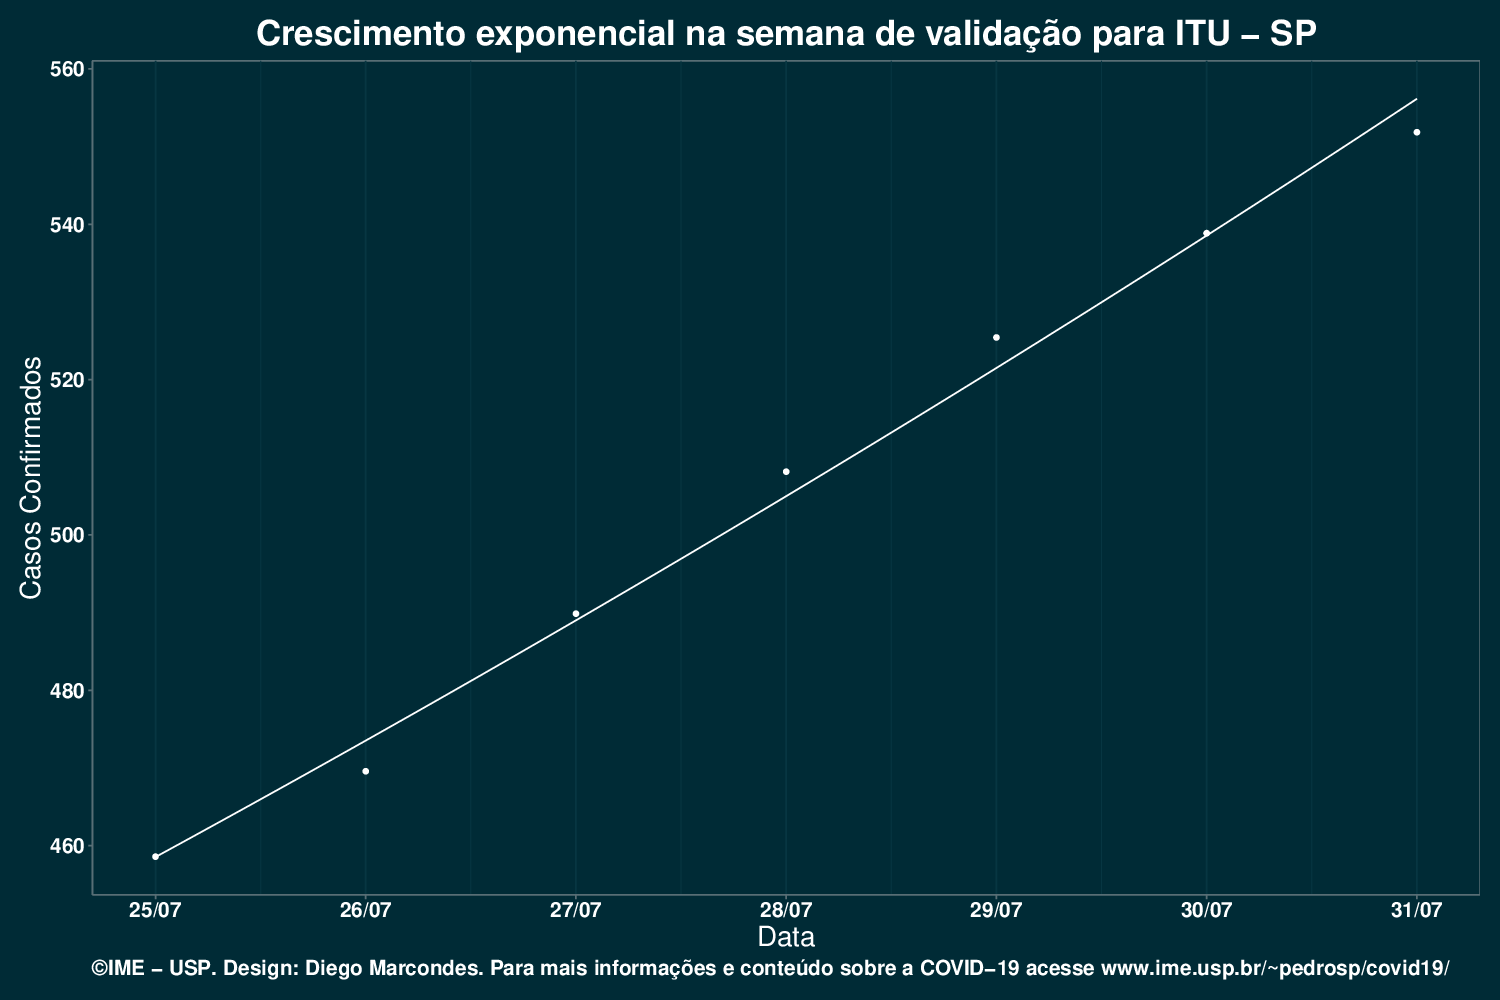 Crescimento exponencial na semana de validação para ITU – SP
560
540
520
500
480
460
Casos Confirmados
25/07 26/07 27/07 28/07 29/07 30/07 31/07
Data
©IME – USP. Design: Diego Marcondes. Para mais informações e conteúdo sobre a COVID–19 acesse www.ime.usp.br/~pedrosp/covid19/